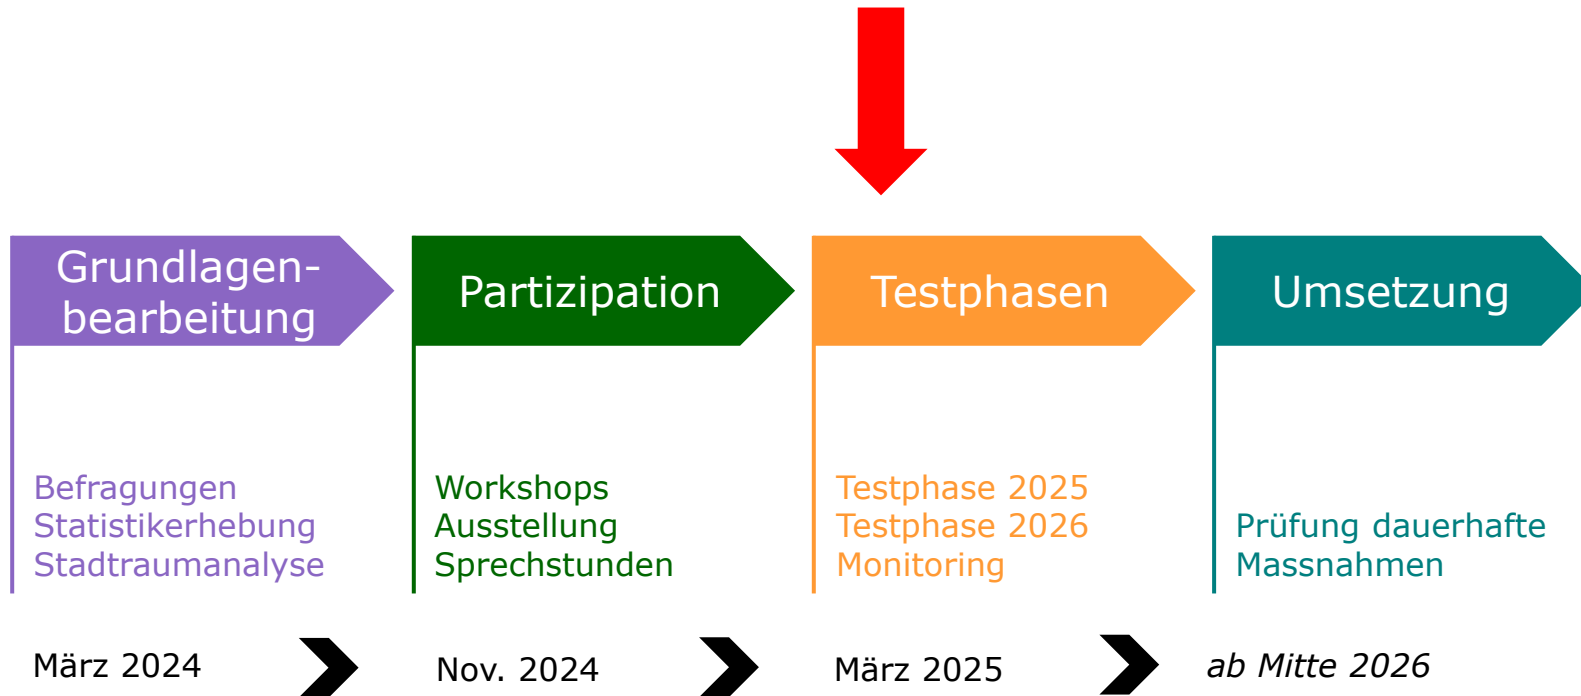 Grundlagen-
bearbeitung
Partizipation
Testphasen
Umsetzung
Befragungen
Statistikerhebung
Stadtraumanalyse
Workshops
Ausstellung
Sprechstunden
Testphase 2025
Testphase 2026
Monitoring
Prüfung dauerhafte
Massnahmen
März 2024
Nov. 2024
März 2025
ab Mitte 2026